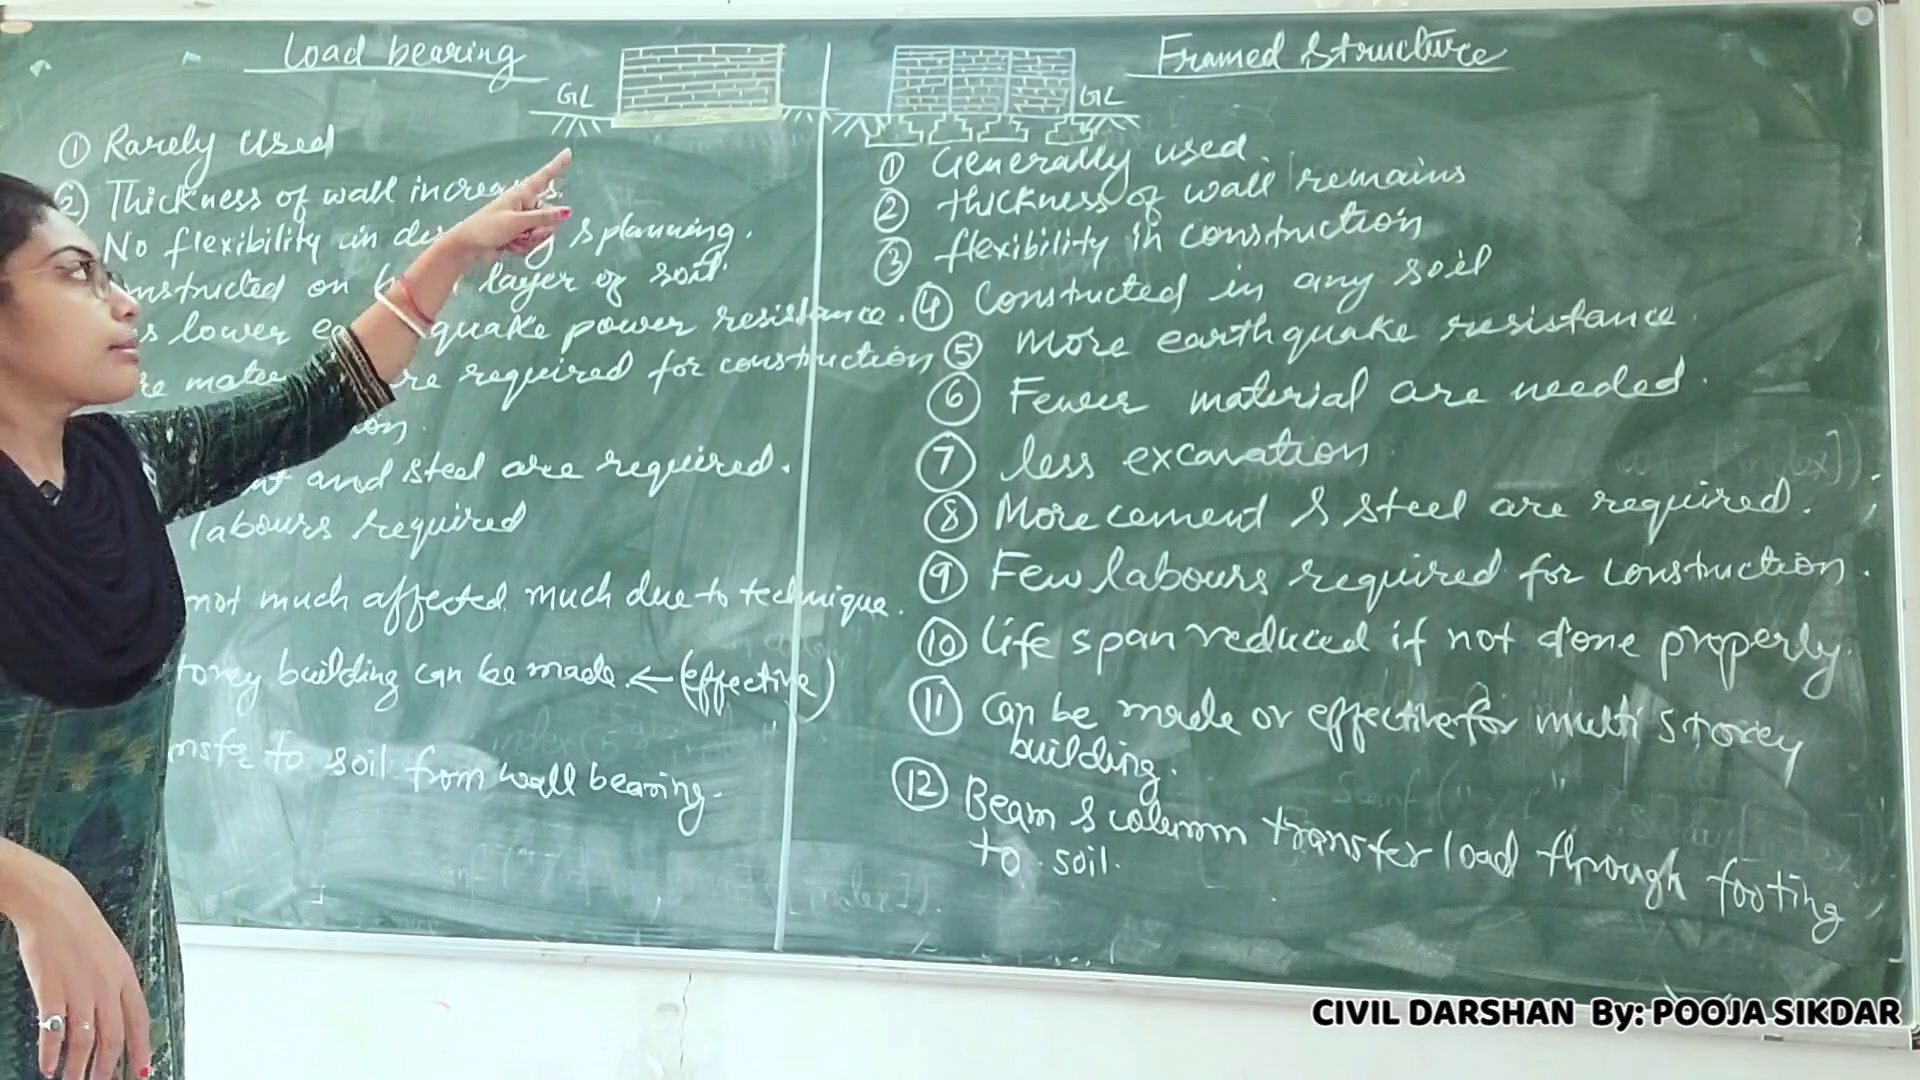 Load bearing
GL
① Rarely Used
② Thickness of wall increases.
No flexibility in & planning.
on layer of soil.
lower quake power resistance.
required for construction
and steel are required.
labours required
not much affected much due to technique.
building can be made. ← (effective)
to soil from wall bearing.
Framed Structure
GL
① Generally used.
② thickness of wall remains
③ flexibility in construction
④ Constructed in any soil
⑤ More earthquake resistance.
⑥ Fewer material are needed.
⑦ less excavation
⑧ More cement & steel are required.
⑨ Few labours required for construction.
⑩ Life span reduced if not done properly.
⑪ Can be made or effective for multi storey
building.
⑫ Beam & column transfer load through footing
to soil.
CIVIL DARSHAN By: POOJA SIKDAR